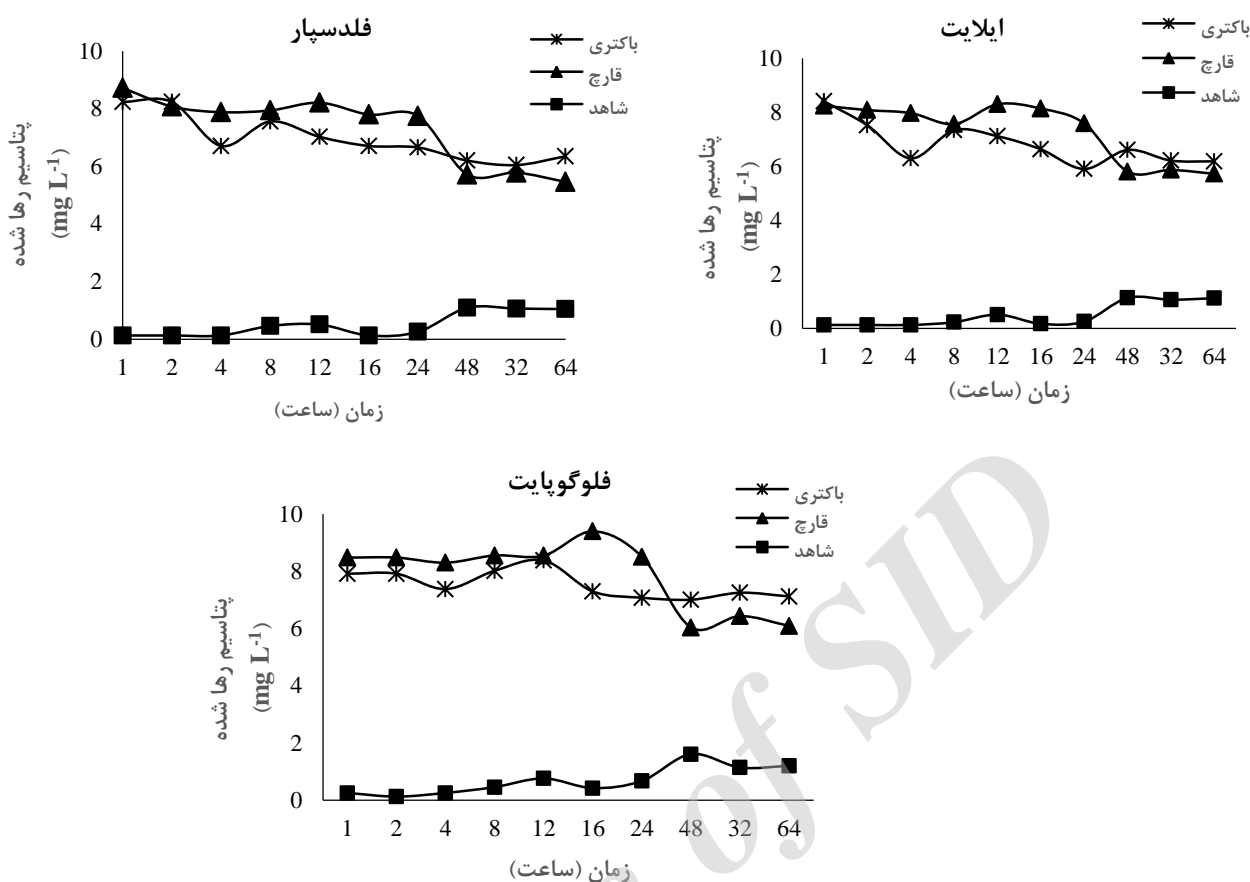 فلدسپار
باکتری
قارچ
شاهد
10
8
6
4
2
0
پتاسیم رها شده
(mg L-1)
1 2 4 8 12 16 24 48 32 64
زمان (ساعت)
ایلایت
باکتری
قارچ
شاهد
10
8
6
4
2
0
پتاسیم رها شده
(mg L-1)
1 2 4 8 12 16 24 48 32 64
زمان (ساعت)
فلوگوپایت
باکتری
قارچ
شاهد
10
8
6
4
2
0
پتاسیم رها شده
(mg L-1)
1 2 4 8 12 16 24 48 32 64
زمان (ساعت)
of SID